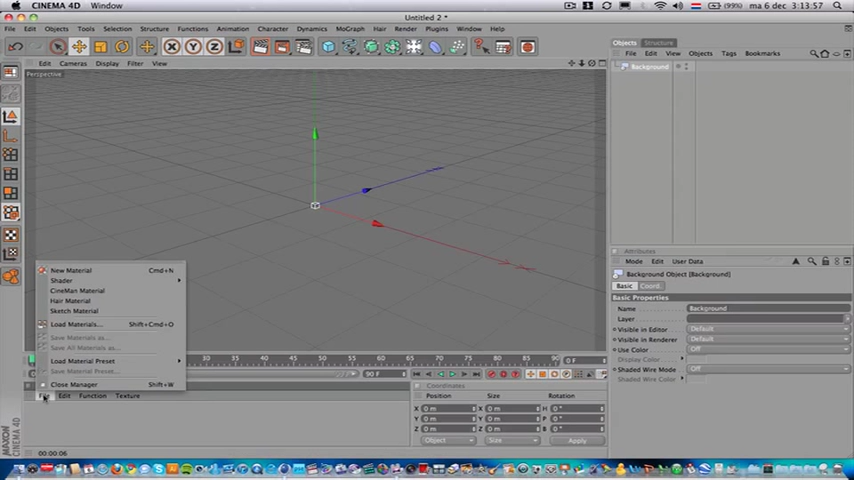 CINEMA 4D Window
ma 6 dec 3:13:57
Untitled 2 *
File Edit Objects Tools Selection Structure Functions Animation Character Dynamics MoGraph Hair Render Plugins Window Help
Edit Cameras Display Filter View
Perspective
Objects Structure
File Edit View Objects Tags Bookmarks
Background
Attributes
Mode Edit User Data
Background Object [Background]
Basic Coord.
Basic Properties
Name Background
Layer
Visible in Editor Default
Visible in Renderer Default
Use Color Off
Display Color
Shaded Wire Mode Off
Shaded Wire Color
New Material Cmd+N
Shader
CineMan Material
Hair Material
Sketch Material
Load Materials... Shift+Cmd+O
Save Materials as...
Save All Materials as...
Load Material Preset
Save Material Preset...
Close Manager Shift+W
30 35 40 45 50 55 60 65 70 75 80 85 90
0 F
90 F
File Edit Function Texture
Coordinates
Position Size Rotation
X 0 m X 0 m H 0 °
Y 0 m Y 0 m P 0 °
Z 0 m Z 0 m B 0 °
Object Size Apply
00:00:06
MAXON
CINEMA 4D